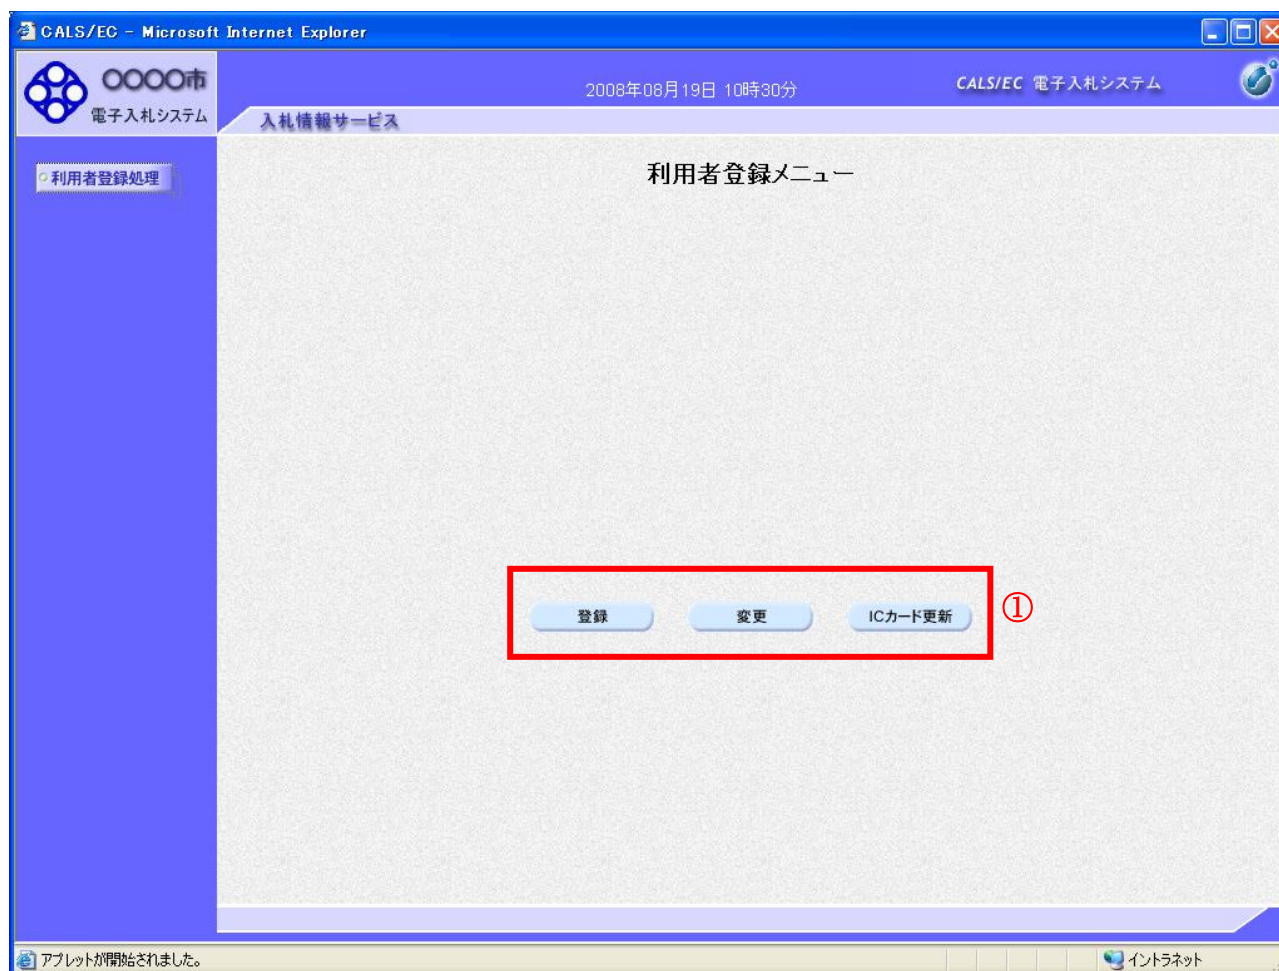 CALS/EC - Microsoft Internet Explorer
〇〇〇〇市
電子入札システム
2008年08月19日 10時30分
CALS/EC 電子入札システム
入札情報サービス
利用者登録処理
利用者登録メニュー
登録
変更
ICカード更新
①
アプレットが開始されました。
イントラネット